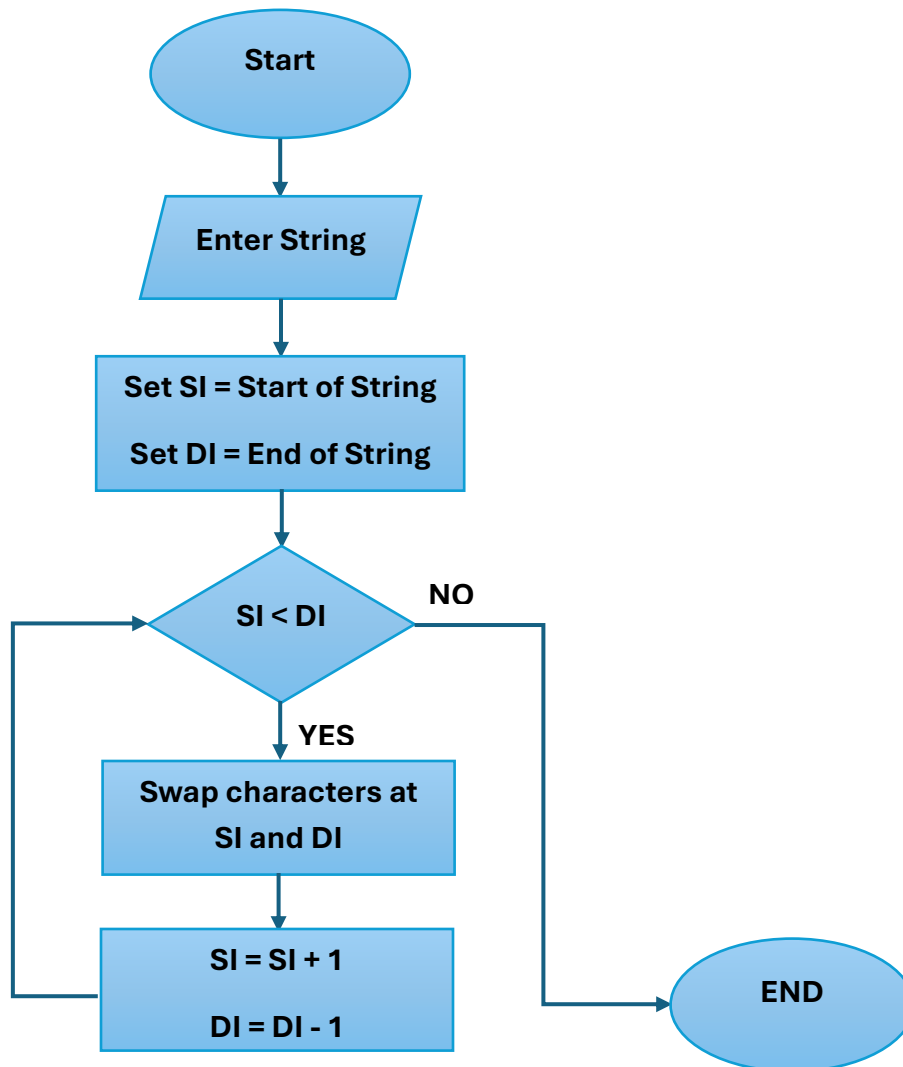 Start
Enter String
Set SI = Start of String
Set DI = End of String
SI < DI
NO
YES
Swap characters at
SI and DI
SI = SI + 1
DI = DI - 1
END